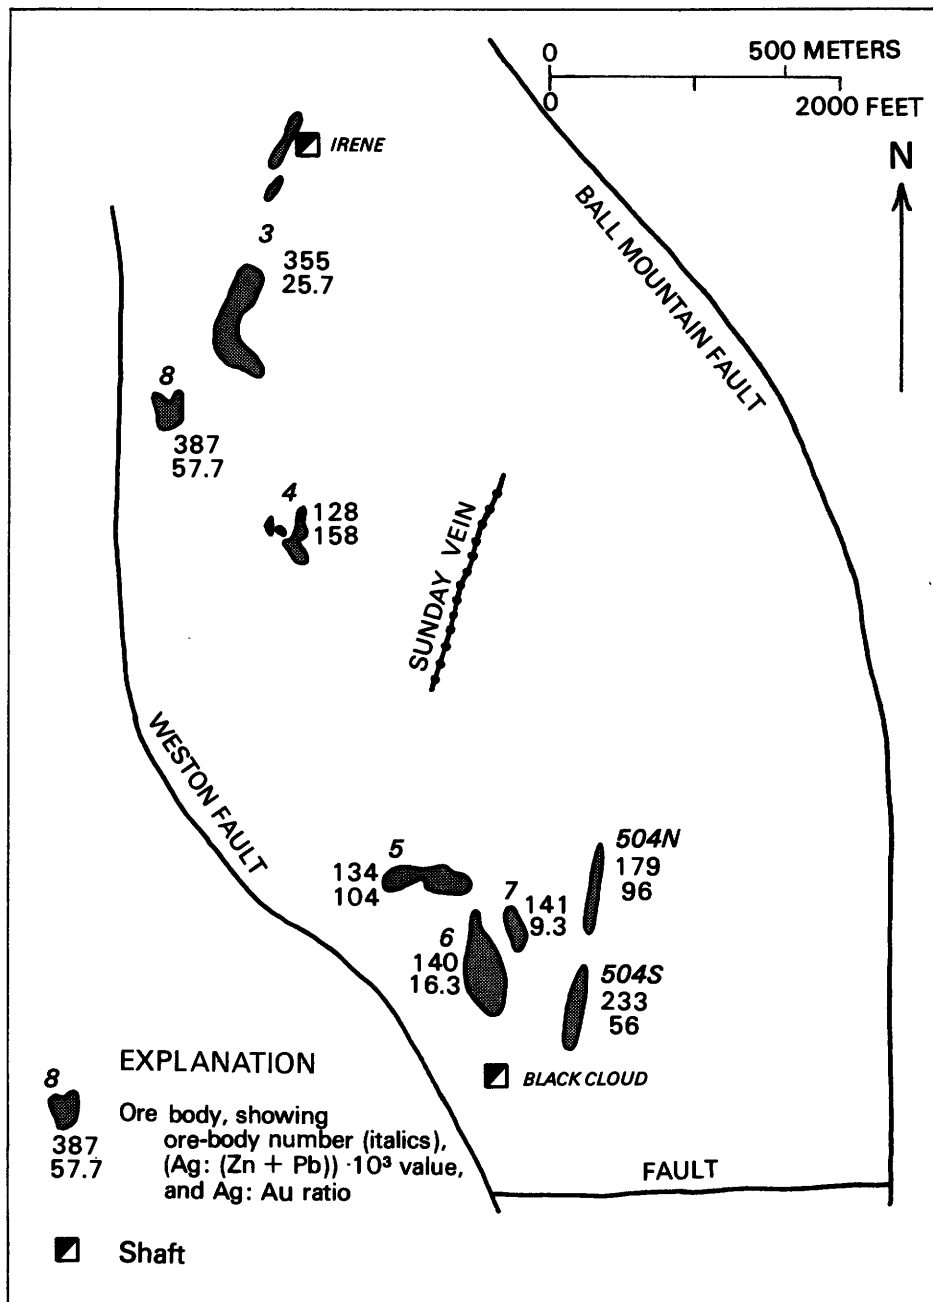 0 500 METERS
0 2000 FEET
N
IRENE
BALL MOUNTAIN FAULT
3
355
25.7
8
387
57.7
4
128
158
SUNDAY VEIN
WESTON FAULT
5
134
104
504N
179
96
7
141
9.3
6
140
16.3
504S
233
56
BLACK CLOUD
FAULT
EXPLANATION
8
387
57.7
Ore body, showing
ore-body number (italics),
(Ag: (Zn + Pb)) ·10³ value,
and Ag: Au ratio
Shaft